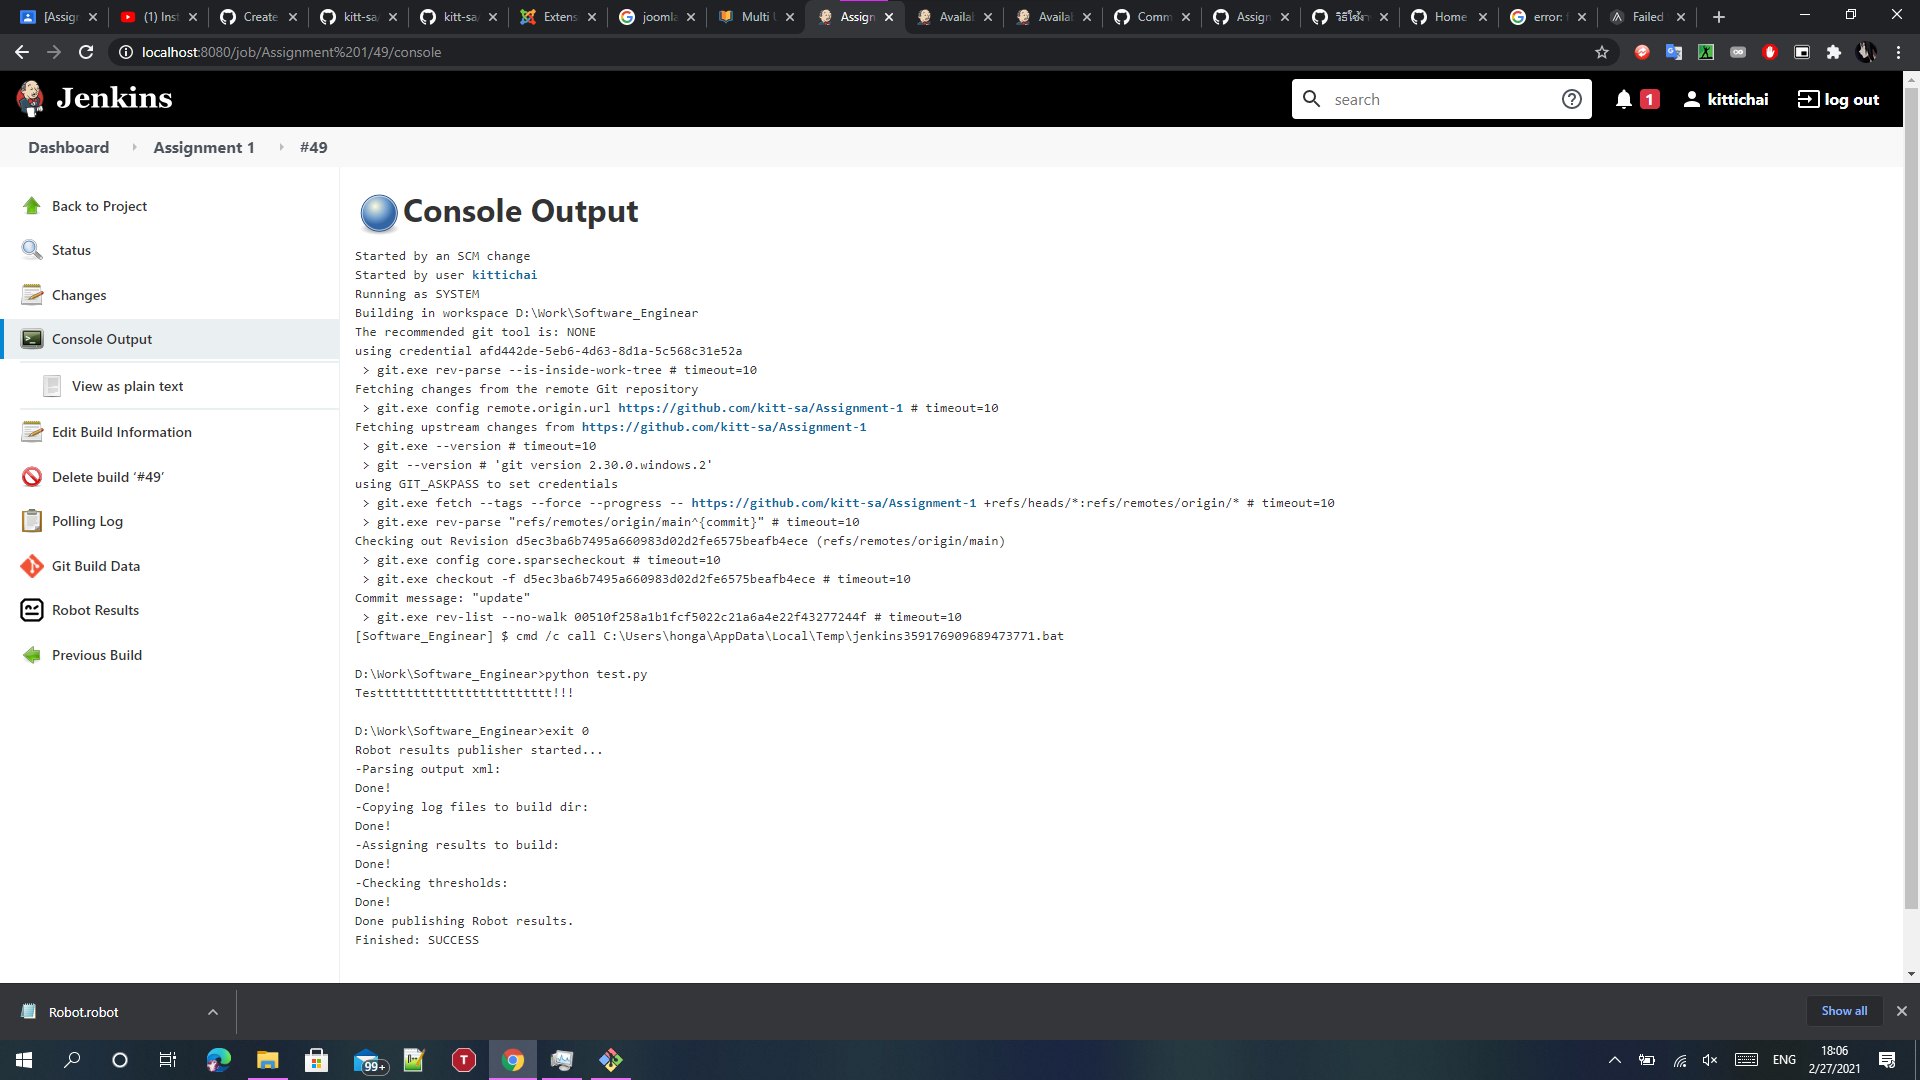 [Assign
(1) Inst
Create
kitt-sa/
kitt-sa/
Extens
joomla
Multi U
Assign
Availab
Availab
Comm
Assign
วิธีใช้งา
Home
error: f
Failed
localhost:8080/job/Assignment%201/49/console
Jenkins
search
1
kittichai
log out
Dashboard
Assignment 1
#49
Back to Project
Status
Changes
Console Output
View as plain text
Edit Build Information
Delete build ‘#49’
Polling Log
Git Build Data
Robot Results
Previous Build
Console Output
Started by an SCM change
Started by user kittichai
Running as SYSTEM
Building in workspace D:\Work\Software_Enginear
The recommended git tool is: NONE
using credential afd442de-5eb6-4d63-8d1a-5c568c31e52a
> git.exe rev-parse --is-inside-work-tree # timeout=10
Fetching changes from the remote Git repository
> git.exe config remote.origin.url https://github.com/kitt-sa/Assignment-1 # timeout=10
Fetching upstream changes from https://github.com/kitt-sa/Assignment-1
> git.exe --version # timeout=10
> git --version # 'git version 2.30.0.windows.2'
using GIT_ASKPASS to set credentials
> git.exe fetch --tags --force --progress -- https://github.com/kitt-sa/Assignment-1 +refs/heads/*:refs/remotes/origin/* # timeout=10
> git.exe rev-parse "refs/remotes/origin/main^{commit}" # timeout=10
Checking out Revision d5ec3ba6b7495a660983d02d2fe6575beafb4ece (refs/remotes/origin/main)
> git.exe config core.sparsecheckout # timeout=10
> git.exe checkout -f d5ec3ba6b7495a660983d02d2fe6575beafb4ece # timeout=10
Commit message: "update"
> git.exe rev-list --no-walk 00510f258a1b1fcf5022c21a6a4e22f43277244f # timeout=10
[Software_Enginear] $ cmd /c call C:\Users\honga\AppData\Local\Temp\jenkins359176909689473771.bat
D:\Work\Software_Enginear>python test.py
Testtttttttttttttttttttttttt!!!
D:\Work\Software_Enginear>exit 0
Robot results publisher started...
-Parsing output xml:
Done!
-Copying log files to build dir:
Done!
-Assigning results to build:
Done!
-Checking thresholds:
Done!
Done publishing Robot results.
Finished: SUCCESS
Robot.robot
Show all
99+
T
ENG
18:06
2/27/2021